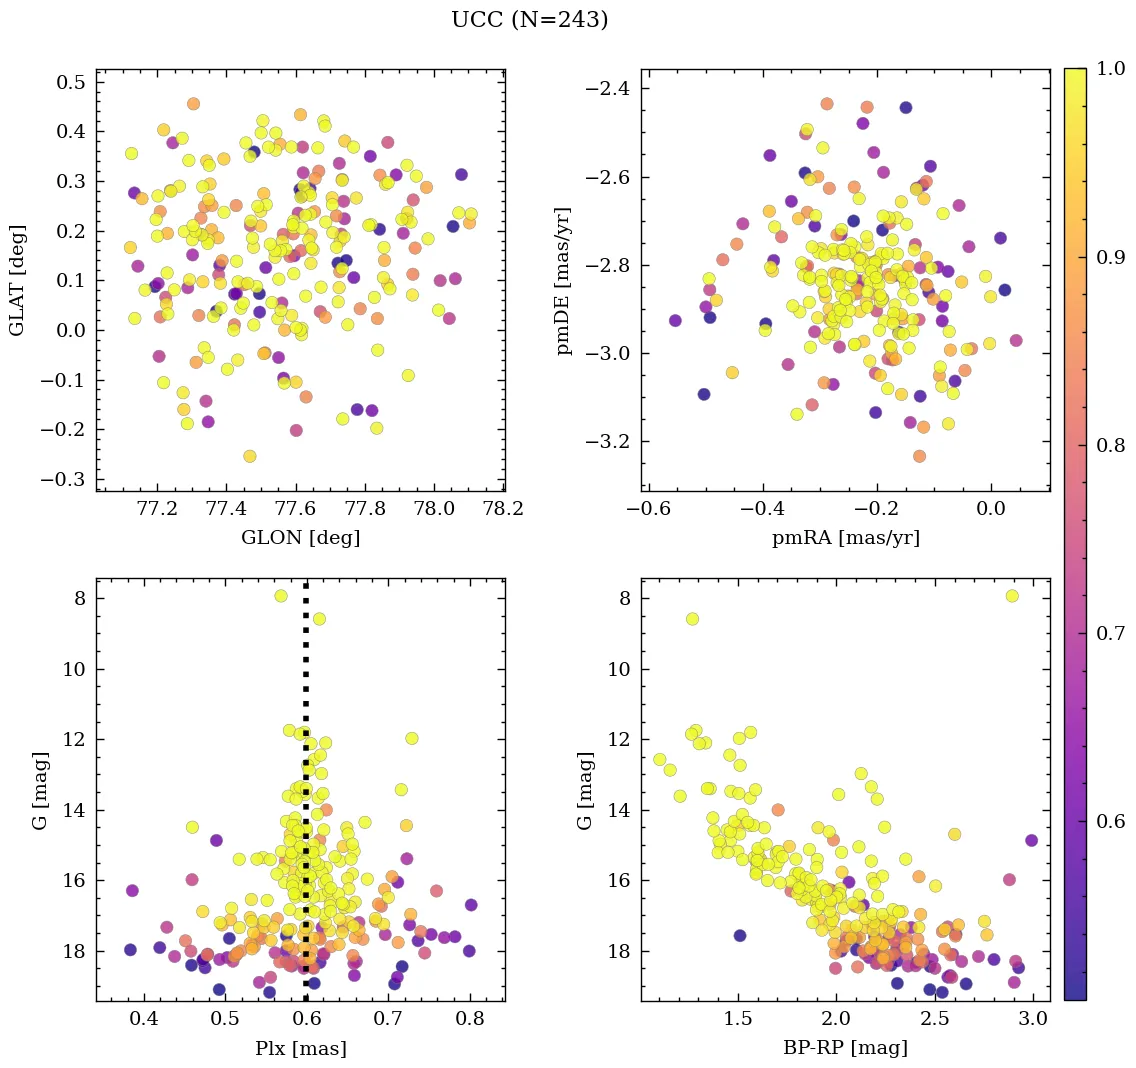 UCC (N=243)
0.5
0.4
0.3
0.2
0.1
0.0
−0.1
−0.2
−0.3
GLAT [deg]
77.2 77.4 77.6 77.8 78.0 78.2
GLON [deg]
−2.4
−2.6
−2.8
−3.0
−3.2
pmDE [mas/yr]
−0.6 −0.4 −0.2 0.0
pmRA [mas/yr]
8
10
12
14
16
18
G [mag]
0.4 0.5 0.6 0.7 0.8
Plx [mas]
8
10
12
14
16
18
G [mag]
1.5 2.0 2.5 3.0
BP-RP [mag]
1.0
0.9
0.8
0.7
0.6